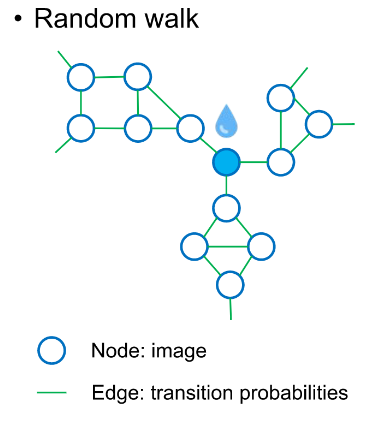 • Random walk
Node: image
Edge: transition probabilities